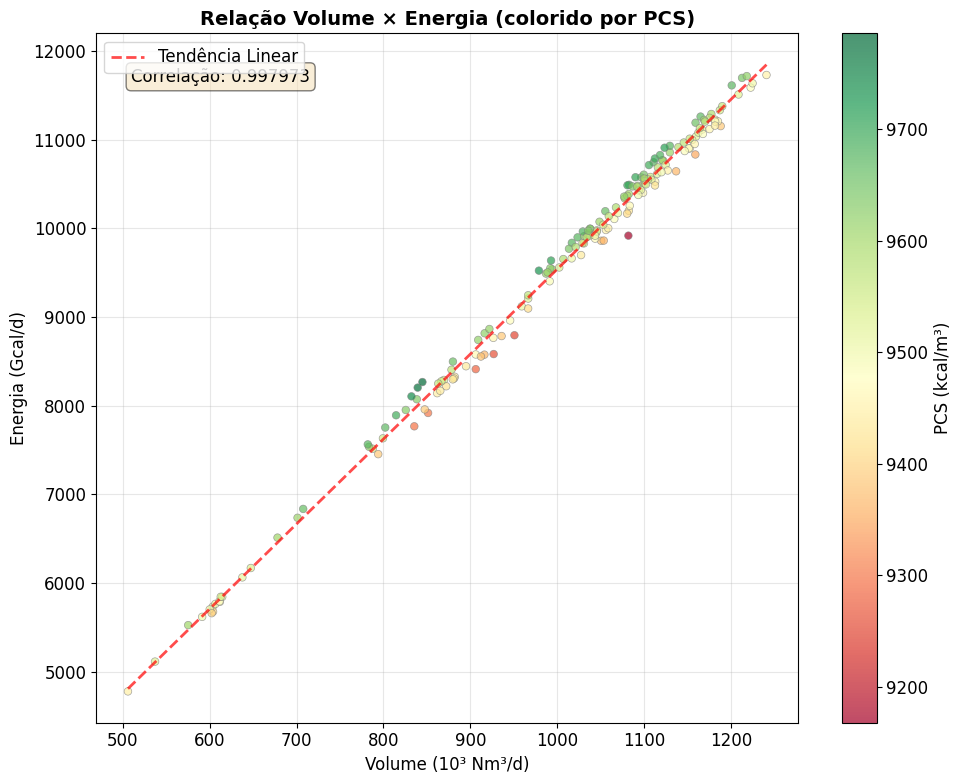 Relação Volume × Energia (colorido por PCS)
Tendência Linear
Correlação: 0.997973
12000
11000
10000
9000
8000
7000
6000
5000
Energia (Gcal/d)
500 600 700 800 900 1000 1100 1200
Volume (10³ Nm³/d)
9700
9600
9500
9400
9300
9200
PCS (kcal/m³)